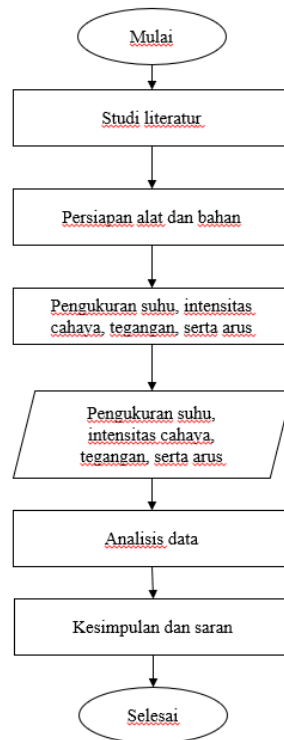 Mulai
Studi literatur
Persiapan alat dan bahan
Pengukuran suhu, intensitas
cahaya, tegangan, serta arus
Pengukuran suhu,
intensitas cahaya,
tegangan, serta arus
Analisis data
Kesimpulan dan saran
Selesai